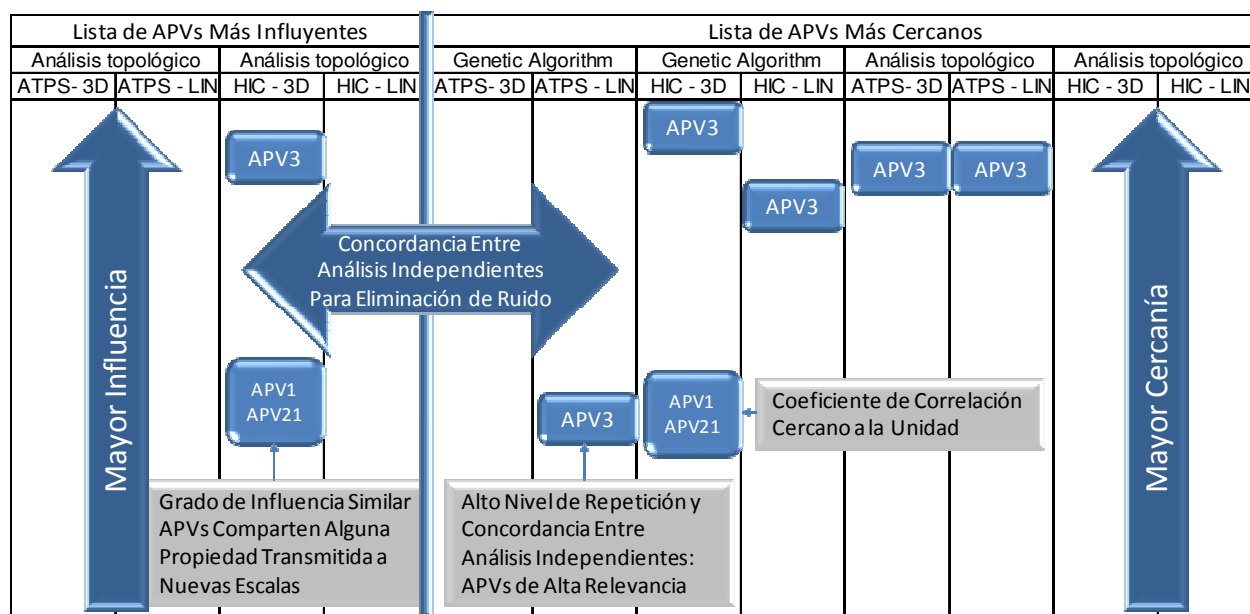 Lista de APVs Más Influyentes
Lista de APVs Más Cercanos
Análisis topológico
Análisis topológico
Genetic Algorithm
Genetic Algorithm
Análisis topológico
Análisis topológico
ATPS- 3D
ATPS - LIN
HIC - 3D
HIC - LIN
ATPS- 3D
ATPS - LIN
HIC - 3D
HIC - LIN
ATPS- 3D
ATPS - LIN
HIC - 3D
HIC - LIN
APV3
APV3
APV3
APV3
APV3
Concordancia Entre
Análisis Independientes
Para Eliminación de Ruido
Mayor Influencia
Mayor Cercanía
APV1
APV21
APV3
APV1
APV21
Coeficiente de Correlación
Cercano a la Unidad
Grado de Influencia Similar
APVs Comparten Alguna
Propiedad Transmitida a
Nuevas Escalas
Alto Nivel de Repetición y
Concordancia Entre
Análisis Independientes:
APVs de Alta Relevancia